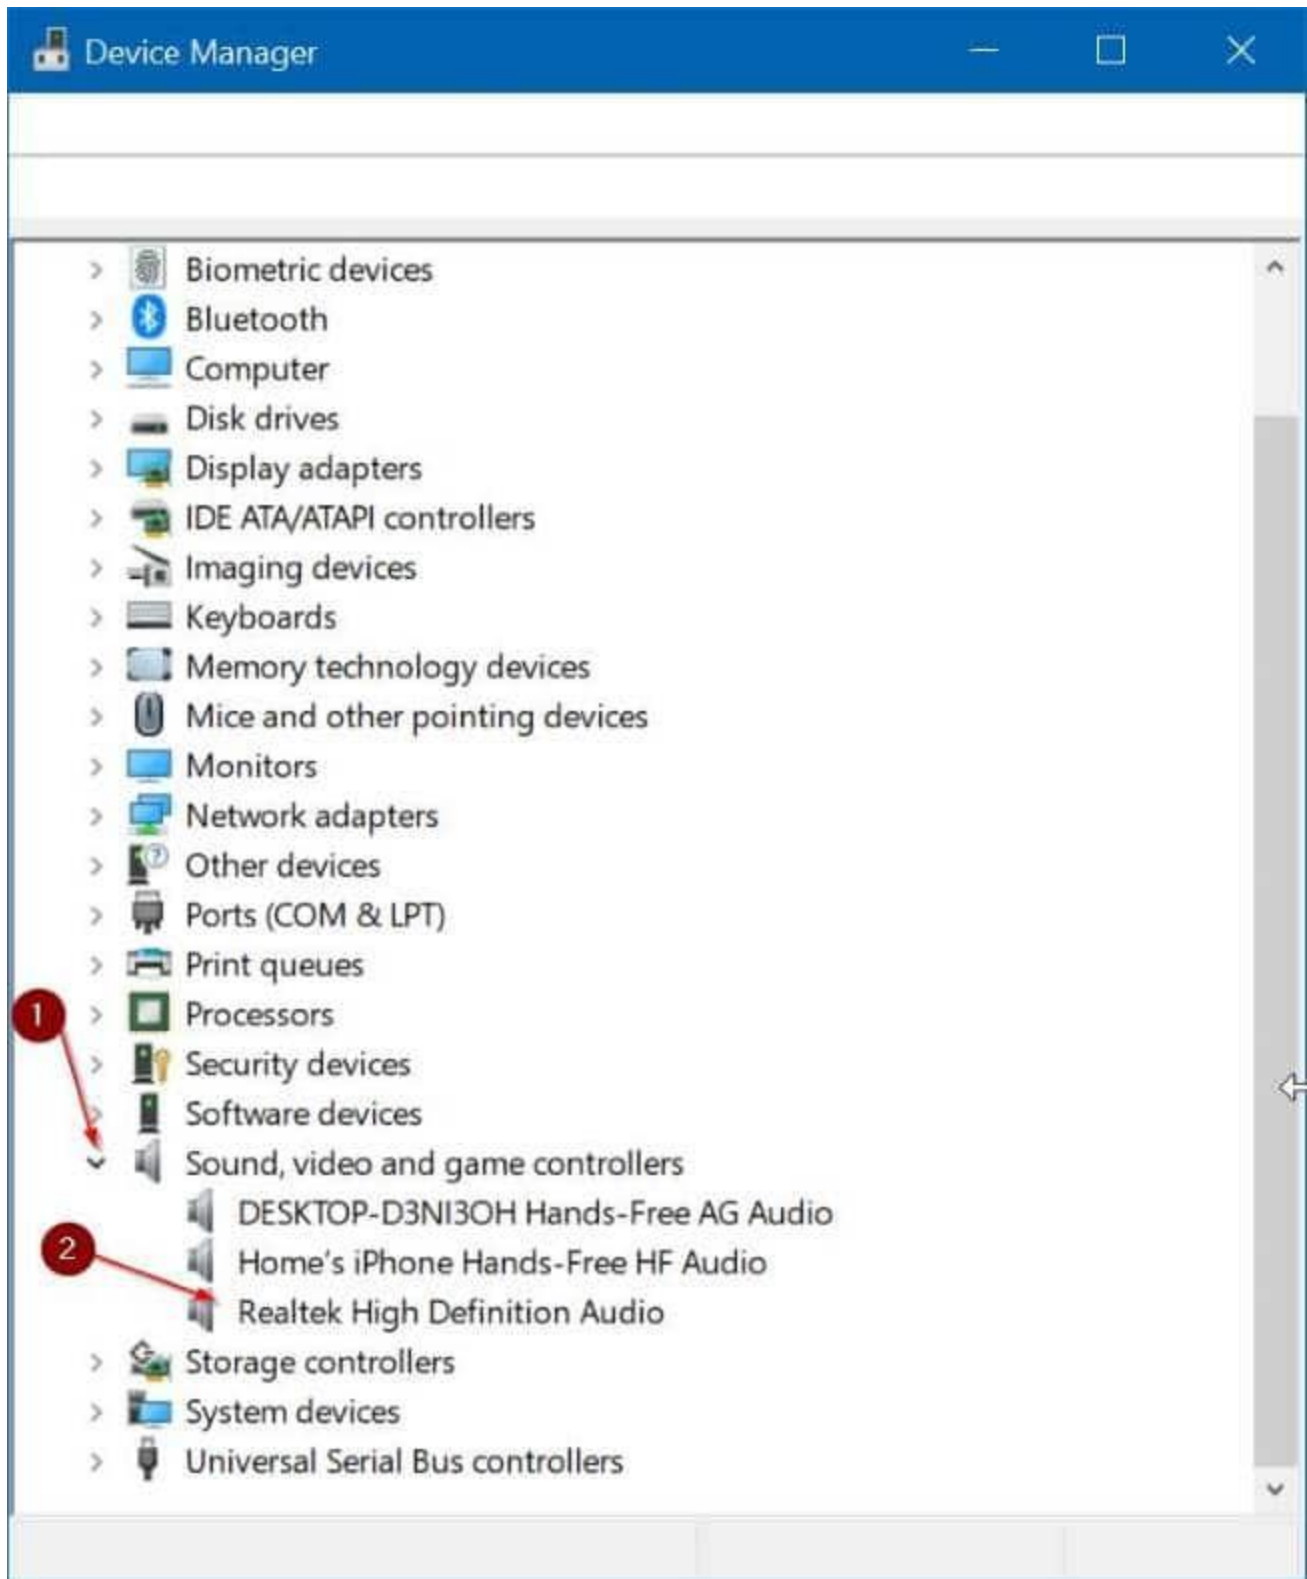 Device Manager
Biometric devices
Bluetooth
Computer
Disk drives
Display adapters
IDE ATA/ATAPI controllers
Imaging devices
Keyboards
Memory technology devices
Mice and other pointing devices
Monitors
Network adapters
Other devices
Ports (COM & LPT)
Print queues
1
Processors
Security devices
Software devices
Sound, video and game controllers
DESKTOP-D3NI3OH Hands-Free AG Audio
2
Home's iPhone Hands-Free HF Audio
Realtek High Definition Audio
Storage controllers
System devices
Universal Serial Bus controllers